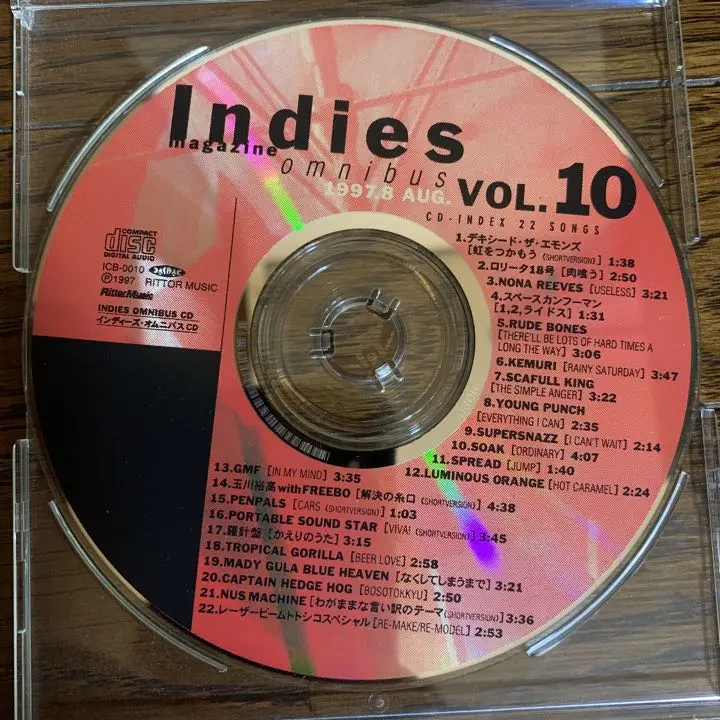 Indies
magazine
omnibus
1997.8 AUG.
VOL.10
CD-INDEX 22 SONGS
COMPACT
disc
DIGITAL AUDIO
ICB-0010
Ⓟ1997 RITTOR MUSIC
RittorMusic
INDIES OMNIBUS CD
インディーズ・オムニバスCD
1.デキシード・ザ・エモンズ
[虹をつかもう (SHORTVERSION)] 1:38
2.ロリータ18号 [肉喰う] 2:50
3.NONA REEVES [USELESS] 3:21
4.スペースカンフーマン
[1,2,ライドス] 1:31
5.RUDE BONES
[THERE'LL BE LOTS OF HARD TIMES A
LONG THE WAY] 3:06
6.KEMURI [RAINY SATURDAY] 3:47
7.SCAFULL KING
[THE SIMPLE ANGER] 3:22
8.YOUNG PUNCH
[EVERYTHING I CAN] 2:35
9.SUPERSNAZZ [I CAN'T WAIT] 2:14
10.SOAK [ORDINARY] 4:07
11.SPREAD [JUMP] 1:40
12.LUMINOUS ORANGE [HOT CARAMEL] 2:24
13.GMF [IN MY MIND] 3:35
14.玉川裕高 with FREEBO [解決の糸口 (SHORTVERSION)] 4:38
15.PENPALS [CARS (SHORTVERSION)] 1:03
16.PORTABLE SOUND STAR [VIVA! (SHORTVERSION)] 3:45
17.羅針盤 [かえりのうた] 3:15
18.TROPICAL GORILLA [BEER LOVE] 2:58
19.MADY GULA BLUE HEAVEN [なくしてしまうまで] 3:21
20.CAPTAIN HEDGE HOG [BOSOTOKKYU] 2:50
21.NUS MACHINE [わがままな言い訳のテーマ (SHORTVERSION)] 3:36
22.レーザービームトトシコスペシャル [RE-MAKE/RE-MODEL] 2:53